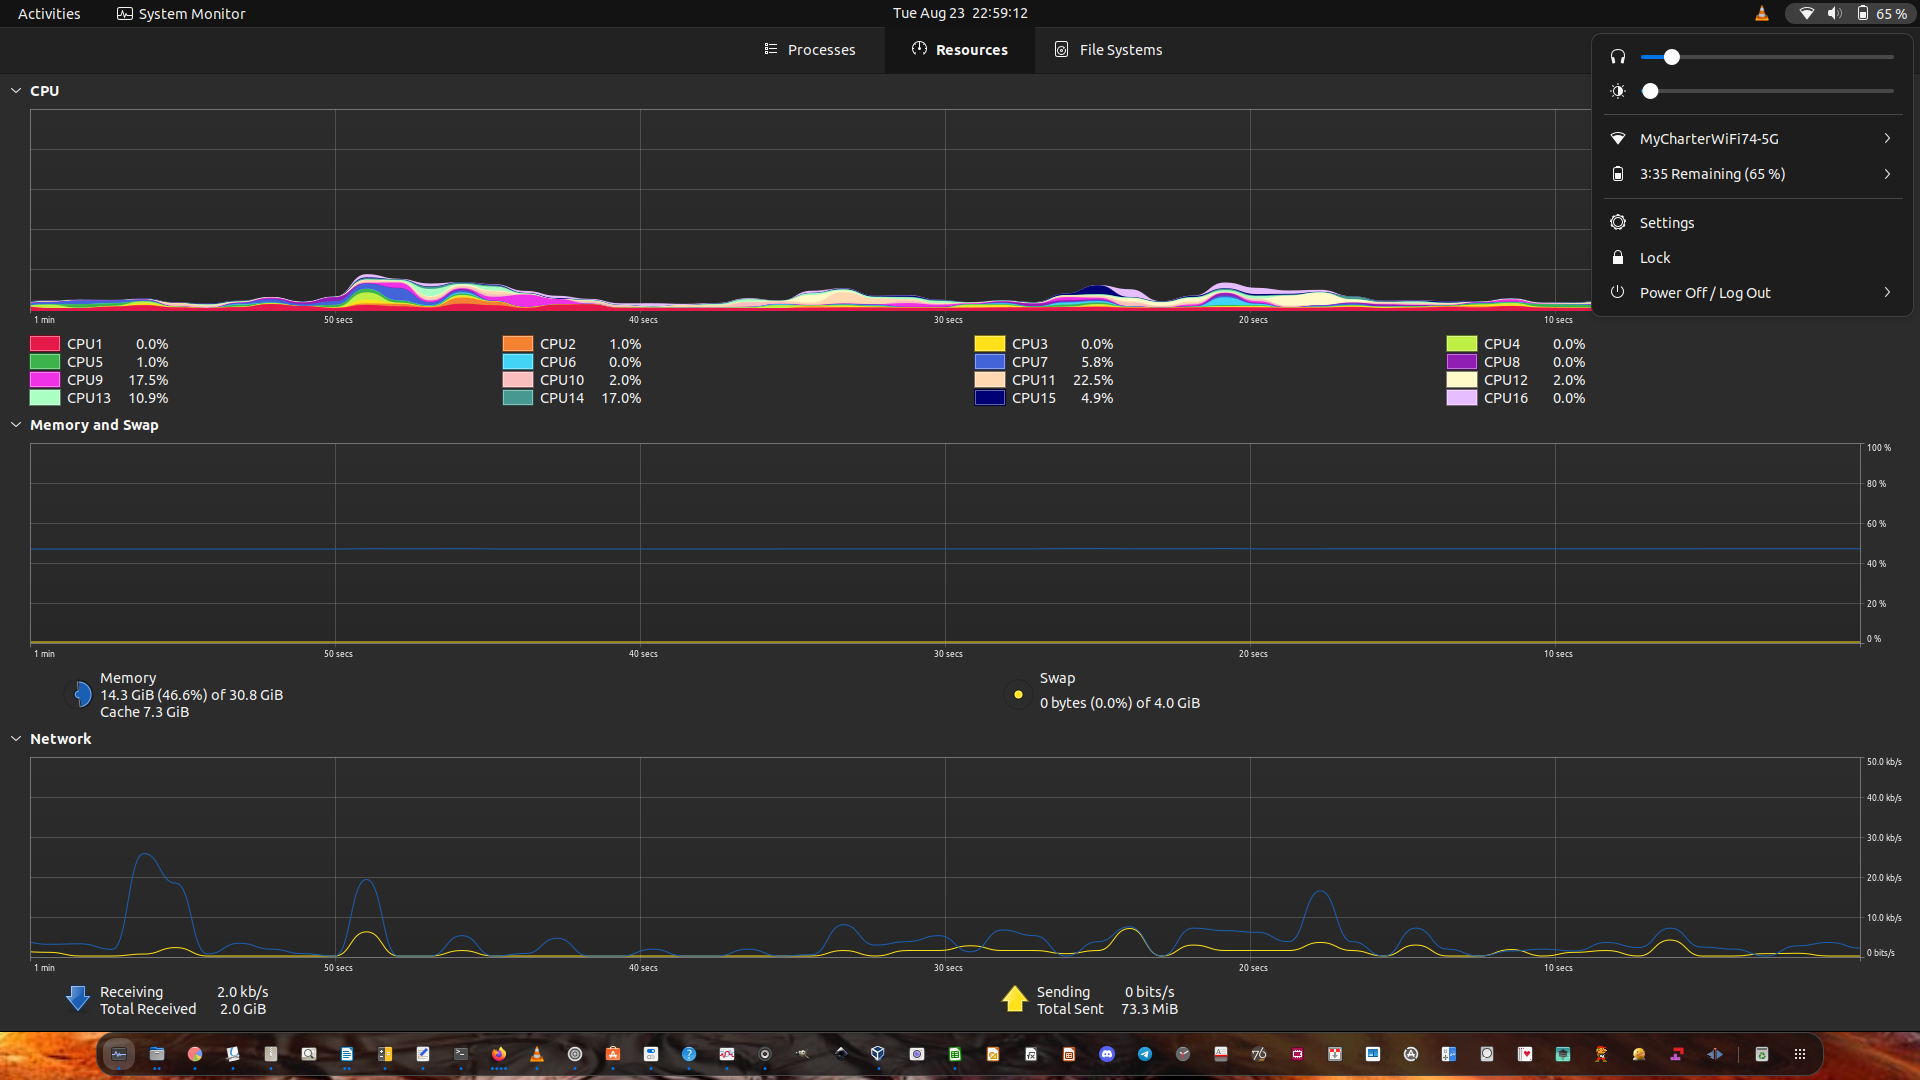 Activities
System Monitor
Tue Aug 23 22:59:12
65 %
Processes
Resources
File Systems
MyCharterWiFi74-5G
3:35 Remaining (65 %)
Settings
Lock
Power Off / Log Out
CPU
1 min 50 secs 40 secs 30 secs 20 secs 10 secs
CPU1 0.0% CPU2 1.0% CPU3 0.0% CPU4 0.0%
CPU5 1.0% CPU6 0.0% CPU7 5.8% CPU8 0.0%
CPU9 17.5% CPU10 2.0% CPU11 22.5% CPU12 2.0%
CPU13 10.9% CPU14 17.0% CPU15 4.9% CPU16 0.0%
Memory and Swap
100 %
80 %
60 %
40 %
20 %
0 %
1 min 50 secs 40 secs 30 secs 20 secs 10 secs
Memory
14.3 GiB (46.6%) of 30.8 GiB
Cache 7.3 GiB
Swap
0 bytes (0.0%) of 4.0 GiB
Network
50.0 kb/s
40.0 kb/s
30.0 kb/s
20.0 kb/s
10.0 kb/s
0 bits/s
1 min 50 secs 40 secs 30 secs 20 secs 10 secs
Receiving 2.0 kb/s
Total Received 2.0 GiB
Sending 0 bits/s
Total Sent 73.3 MiB
76